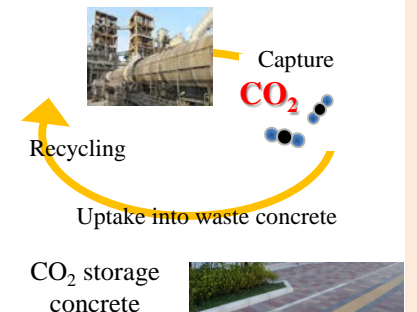 Capture
CO₂
Recycling
Uptake into waste concrete
CO₂ storage
concrete